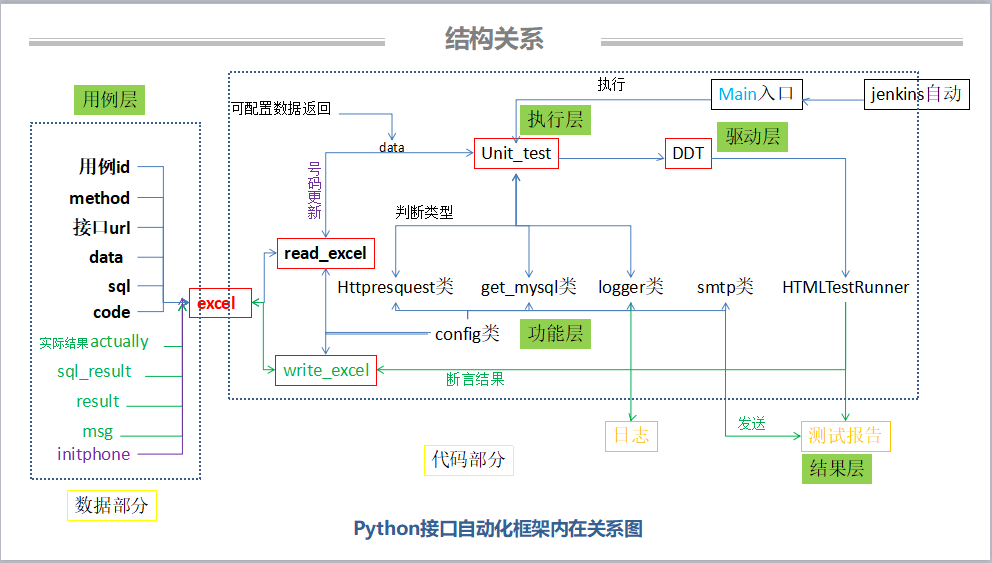 结构关系
用例层
用例id
method
接口url
data
sql
code
实际结果actually
sql_result
result
msg
initphone
数据部分
excel
可配置数据返回
data
号码更新
read_excel
write_excel
执行
执行层
Unit_test
Main入口
jenkins自动
DDT
驱动层
判断类型
Httpresquest类
get_mysql类
logger类
smtp类
HTMLTestRunner
config类
功能层
断言结果
日志
发送
测试报告
结果层
代码部分
Python接口自动化框架内在关系图